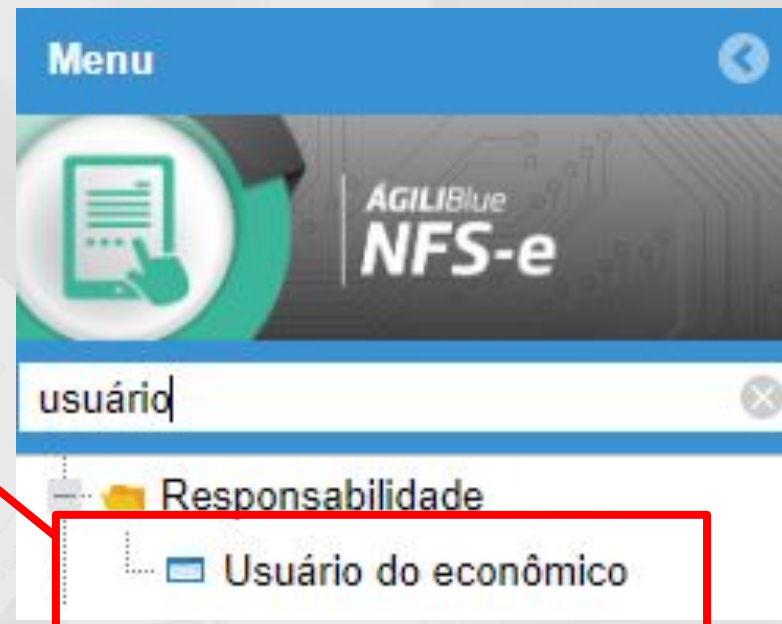 Menu
ÁGILIBlue
NFS-e
usuário
Responsabilidade
Usuário do econômico